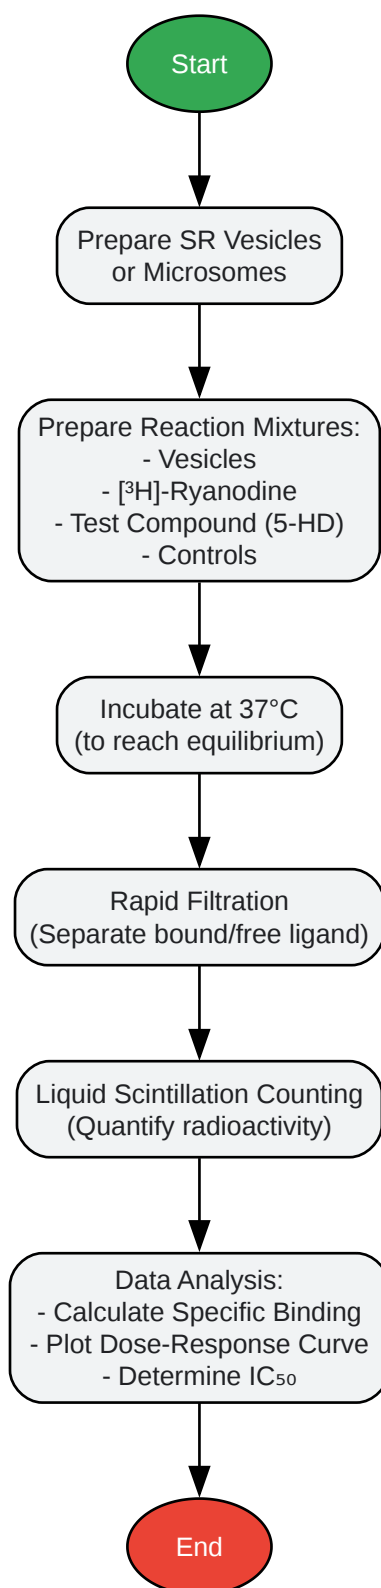 Start
Prepare SR Vesicles
or Microsomes
Prepare Reaction Mixtures:
- Vesicles
- [³H]-Ryanodine
- Test Compound (5-HD)
- Controls
Incubate at 37°C
(to reach equilibrium)
Rapid Filtration
(Separate bound/free ligand)
Liquid Scintillation Counting
(Quantify radioactivity)
Data Analysis:
- Calculate Specific Binding
- Plot Dose-Response Curve
- Determine IC₅₀
End